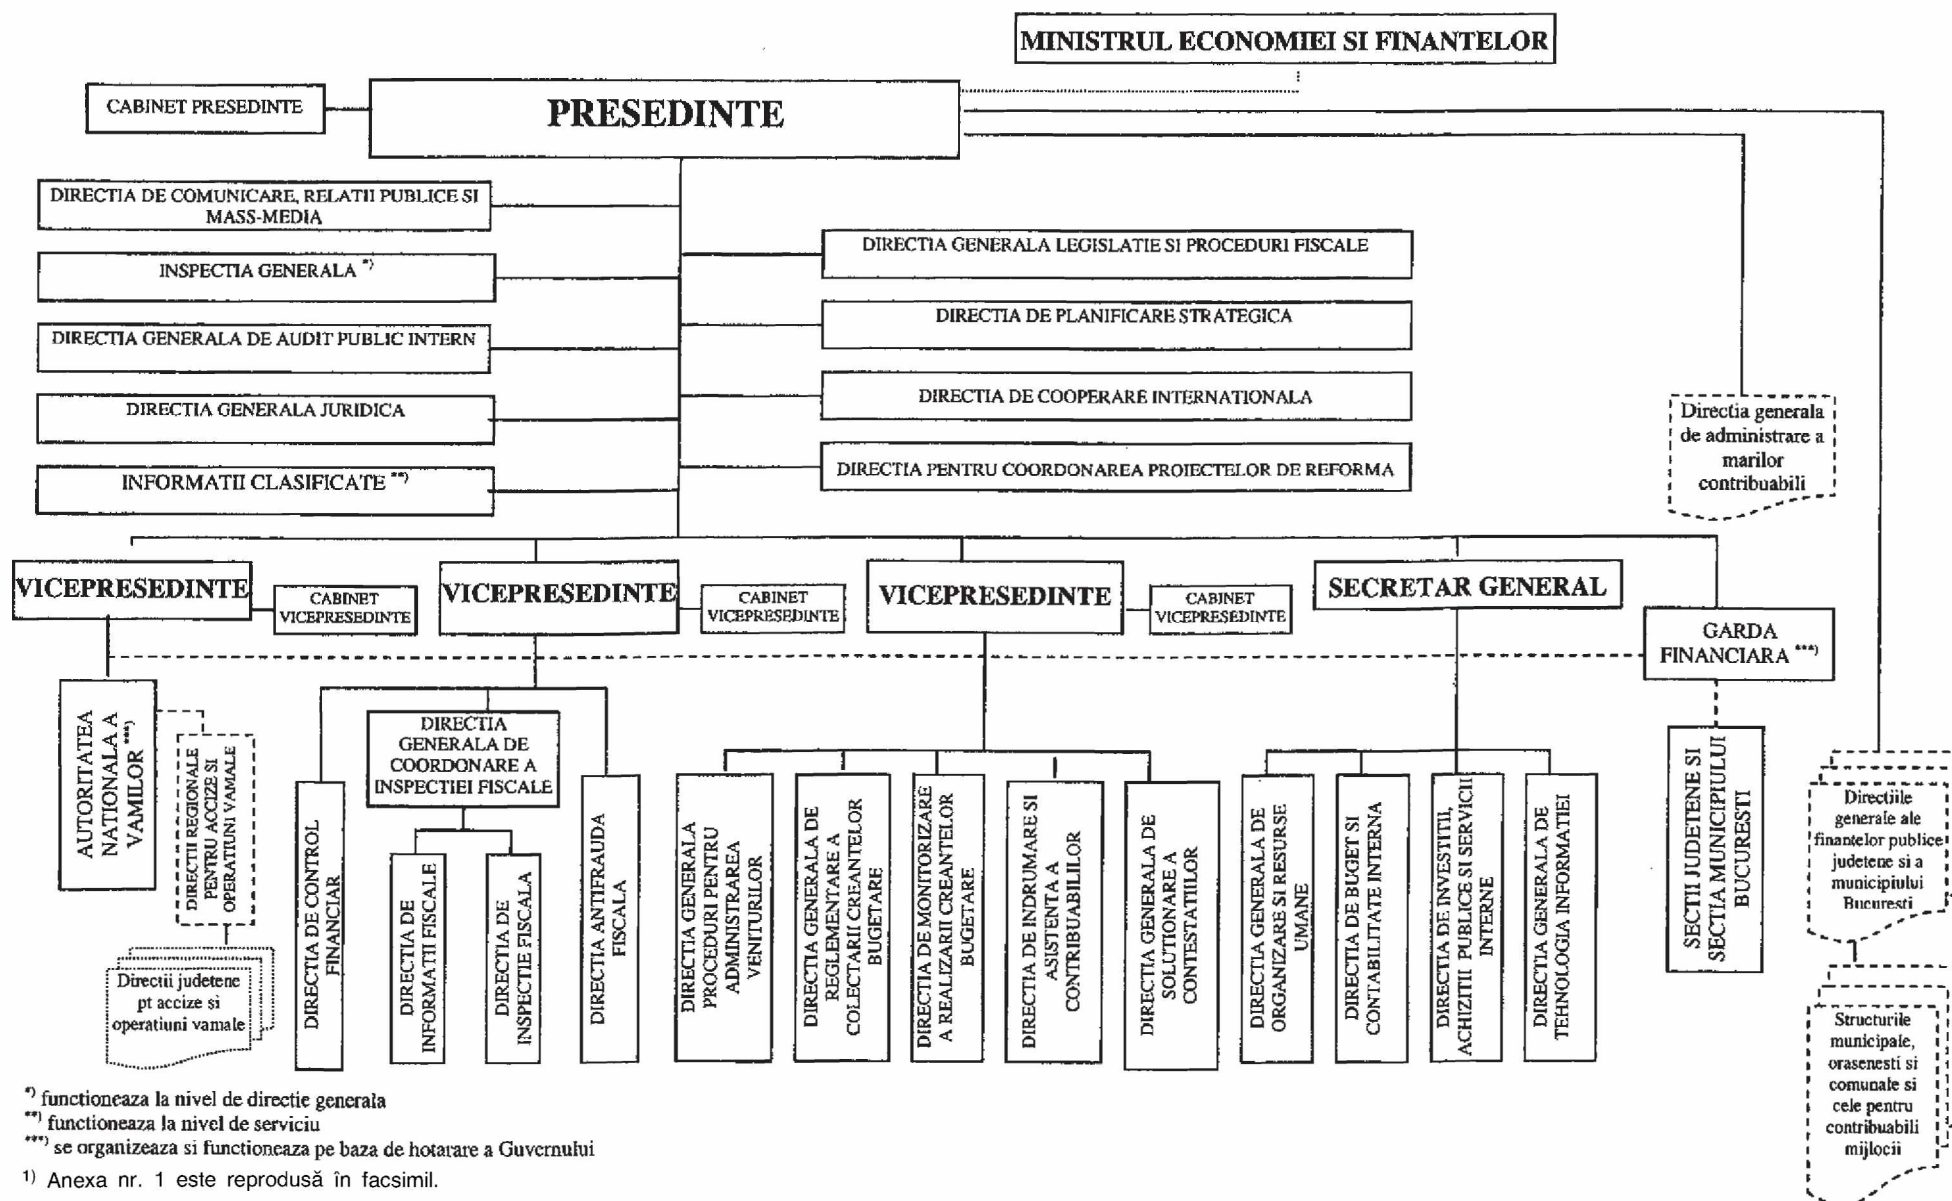 MINISTRUL ECONOMIEI SI FINANTELOR
CABINET PRESEDINTE
PRESEDINTE
DIRECTIA DE COMUNICARE, RELATII PUBLICE SI
MASS-MEDIA
INSPECTIA GENERALA *)
DIRECTIA GENERALA DE AUDIT PUBLIC INTERN
DIRECTIA GENERALA JURIDICA
INFORMATII CLASIFICATE **)
DIRECTIA GENERALA LEGISLATIE SI PROCEDURI FISCALE
DIRECTIA DE PLANIFICARE STRATEGICA
DIRECTIA DE COOPERARE INTERNATIONALA
DIRECTIA PENTRU COORDONAREA PROIECTELOR DE REFORMA
Directia generala
de administrare a
marilor
contribuabili
VICEPRESEDINTE
CABINET
VICEPRESEDINTE
VICEPRESEDINTE
CABINET
VICEPRESEDINTE
VICEPRESEDINTE
CABINET
VICEPRESEDINTE
SECRETAR GENERAL
GARDA
FINANCIARA ***)
AUTORITATEA
NATIONALA A
VAMILOR ***)
DIRECTII REGIONALE
PENTRU ACCIZE SI
OPERATIUNI VAMALE
Directii judetene
pt accize si
operatiuni vamale
DIRECTIA DE CONTROL
FINANCIAR
DIRECTIA
GENERALA DE
COORDONARE A
INSPECTIEI FISCALE
DIRECTIA DE
INFORMATII FISCALE
DIRECTIA DE
INSPECTIE FISCALA
DIRECTIA ANTIFRAUDA
FISCALA
DIRECTIA GENERALA
PROCEDURI PENTRU
ADMINISTRAREA
VENITURILOR
DIRECTIA GENERALA DE
REGLEMENTARE A
COLECTARII CREANTELOR
BUGETARE
DIRECTIA DE MONITORIZARE
A REALIZARII CREANTELOR
BUGETARE
DIRECTIA DE INDRUMARE SI
ASISTENTA A
CONTRIBUABILILOR
DIRECTIA GENERALA DE
SOLUTIONARE A
CONTESTATIILOR
DIRECTIA GENERALA DE
ORGANIZARE SI RESURSE
UMANE
DIRECTIA DE BUGET SI
CONTABILITATE INTERNA
DIRECTIA DE INVESTITII,
ACHIZITII PUBLICE SI SERVICII
INTERNE
DIRECTIA GENERALA DE
TEHNOLOGIA INFORMATIEI
SECTII JUDETENE SI
SECTIA MUNICIPIULUI
BUCURESTI
Directiile
generale ale
finantelor publice
judetene si a
municipiului
Bucuresti
Structurile
municipale,
orasenesti si
comunale si
cele pentru
contribuabili
mijlocii
*) functioneaza la nivel de directie generala
**) functioneaza la nivel de serviciu
***) se organizeaza si functioneaza pe baza de hotarare a Guvernului
1) Anexa nr. 1 este reprodusă în facsimil.